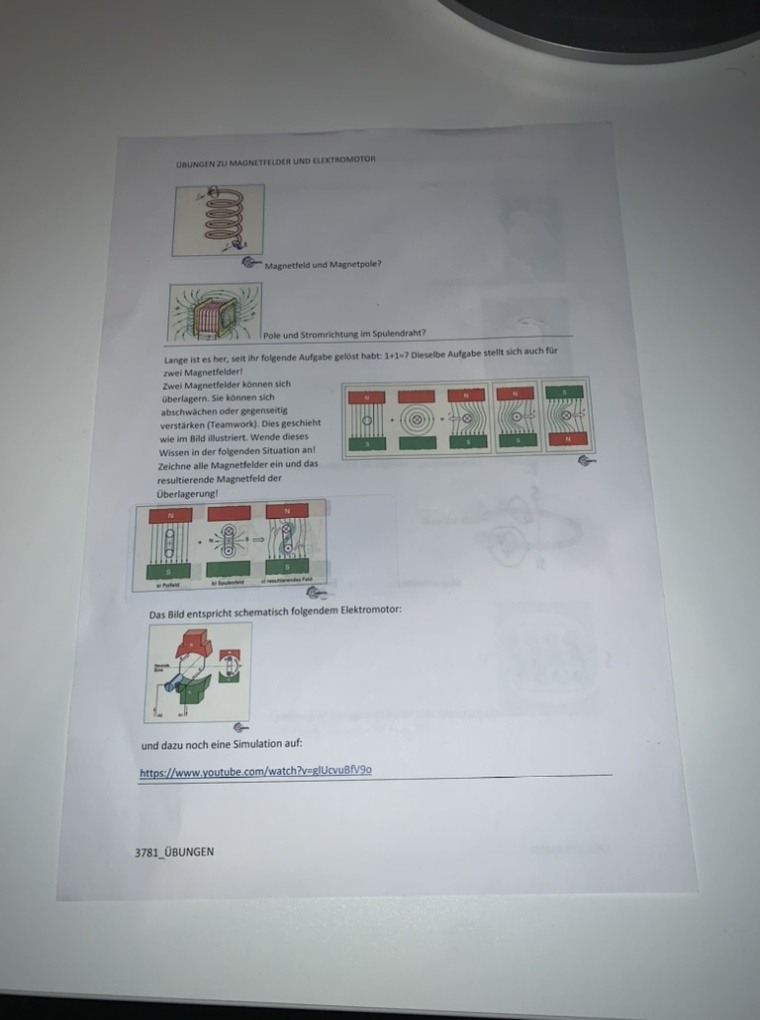 ÜBUNGEN ZU MAGNETFELDER UND ELEKTROMOTOR
Magnetfeld und Magnetpole?
Pole und Stromrichtung im Spulendraht?
Lange ist es her, seit ihr folgende Aufgabe gelöst habt: 1+1=? Dieselbe Aufgabe stellt sich auch für
zwei Magnetfelder!
Zwei Magnetfelder können sich
überlagern. Sie können sich
abschwächen oder gegenseitig
verstärken (Teamwork). Dies geschieht
wie im Bild illustriert. Wende dieses
Wissen in der folgenden Situation an!
Zeichne alle Magnetfelder ein und das
resultierende Magnetfeld der
Überlagerung!
N + = N N S
S S S N
N + N S N
S S
a) Polfeld b) Spulenfeld c) resultierendes Feld
Das Bild entspricht schematisch folgendem Elektromotor:
und dazu noch eine Simulation auf:
https://www.youtube.com/watch?v=glUcvuBfV9o
3781_ÜBUNGEN